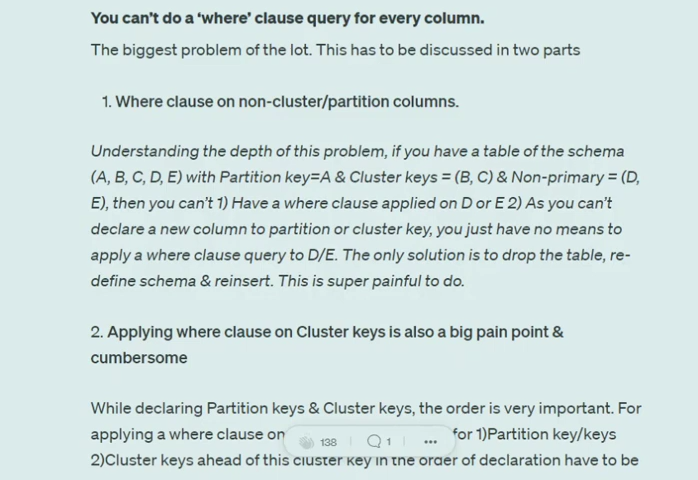 You can't do a ‘where’ clause query for every column.
The biggest problem of the lot. This has to be discussed in two parts
1. Where clause on non-cluster/partition columns.
Understanding the depth of this problem, if you have a table of the schema
(A, B, C, D, E) with Partition key=A & Cluster keys = (B, C) & Non-primary = (D,
E), then you can’t 1) Have a where clause applied on D or E 2) As you can’t
declare a new column to partition or cluster key, you just have no means to
apply a where clause query to D/E. The only solution is to drop the table, re-
define schema & reinsert. This is super painful to do.
2. Applying where clause on Cluster keys is also a big pain point &
cumbersome
While declaring Partition keys & Cluster keys, the order is very important. For
applying a where clause on for 1)Partition key/keys
138 1 •••
2)Cluster keys ahead of this cluster key in the order of declaration have to be